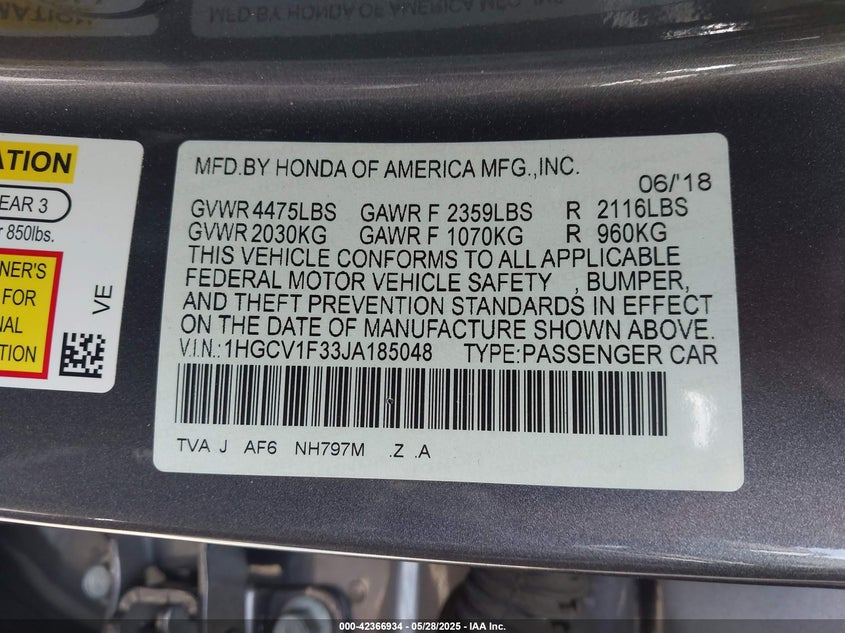 MFD.BY HONDA OF AMERICA MFG.,INC.
06/'18
GVWR 4475LBS GAWR F 2359LBS R 2116LBS
GVWR 2030KG GAWR F 1070KG R 960KG
THIS VEHICLE CONFORMS TO ALL APPLICABLE
FEDERAL MOTOR VEHICLE SAFETY , BUMPER,
AND THEFT PREVENTION STANDARDS IN EFFECT
ON THE DATE OF MANUFACTURE SHOWN ABOVE.
V.I.N.: 1HGCV1F33JA185048 TYPE:PASSENGER CAR
TVA J AF6 NH797M .Z .A
ATION
EAR 3
r 850lbs.
NER'S
FOR
NAL
TION
VE
000-42366934 - 05/28/2025 - IAA Inc.